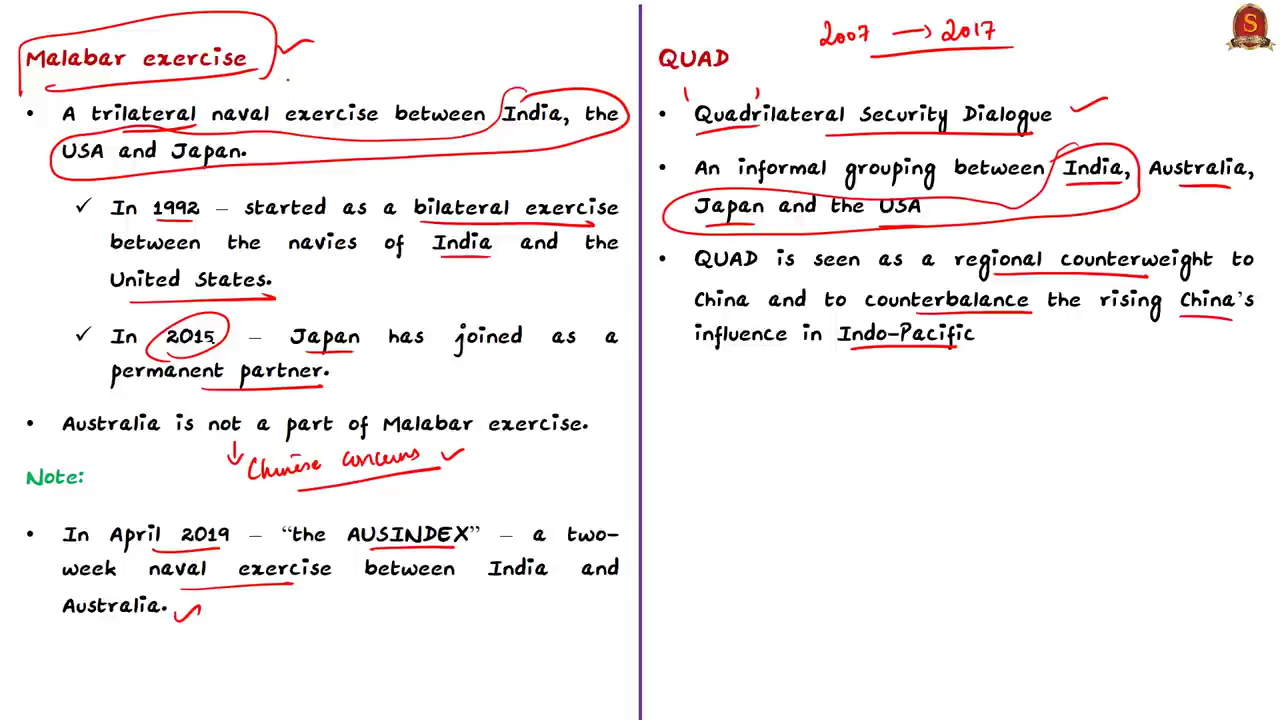 Malabar exercise
• A trilateral naval exercise between India, the
USA and Japan.
✓ In 1992 – started as a bilateral exercise
between the navies of India and the
United States.
✓ In 2015 – Japan has joined as a
permanent partner.
• Australia is not a part of Malabar exercise.
Chinese concerns
Note:
• In April 2019 – “the AUSINDEX” – a two-
week naval exercise between India and
Australia.
2007 → 2017
QUAD
• Quadrilateral Security Dialogue
• An informal grouping between India, Australia,
Japan and the USA
• QUAD is seen as a regional counterweight to
China and to counterbalance the rising China's
influence in Indo-Pacific
S